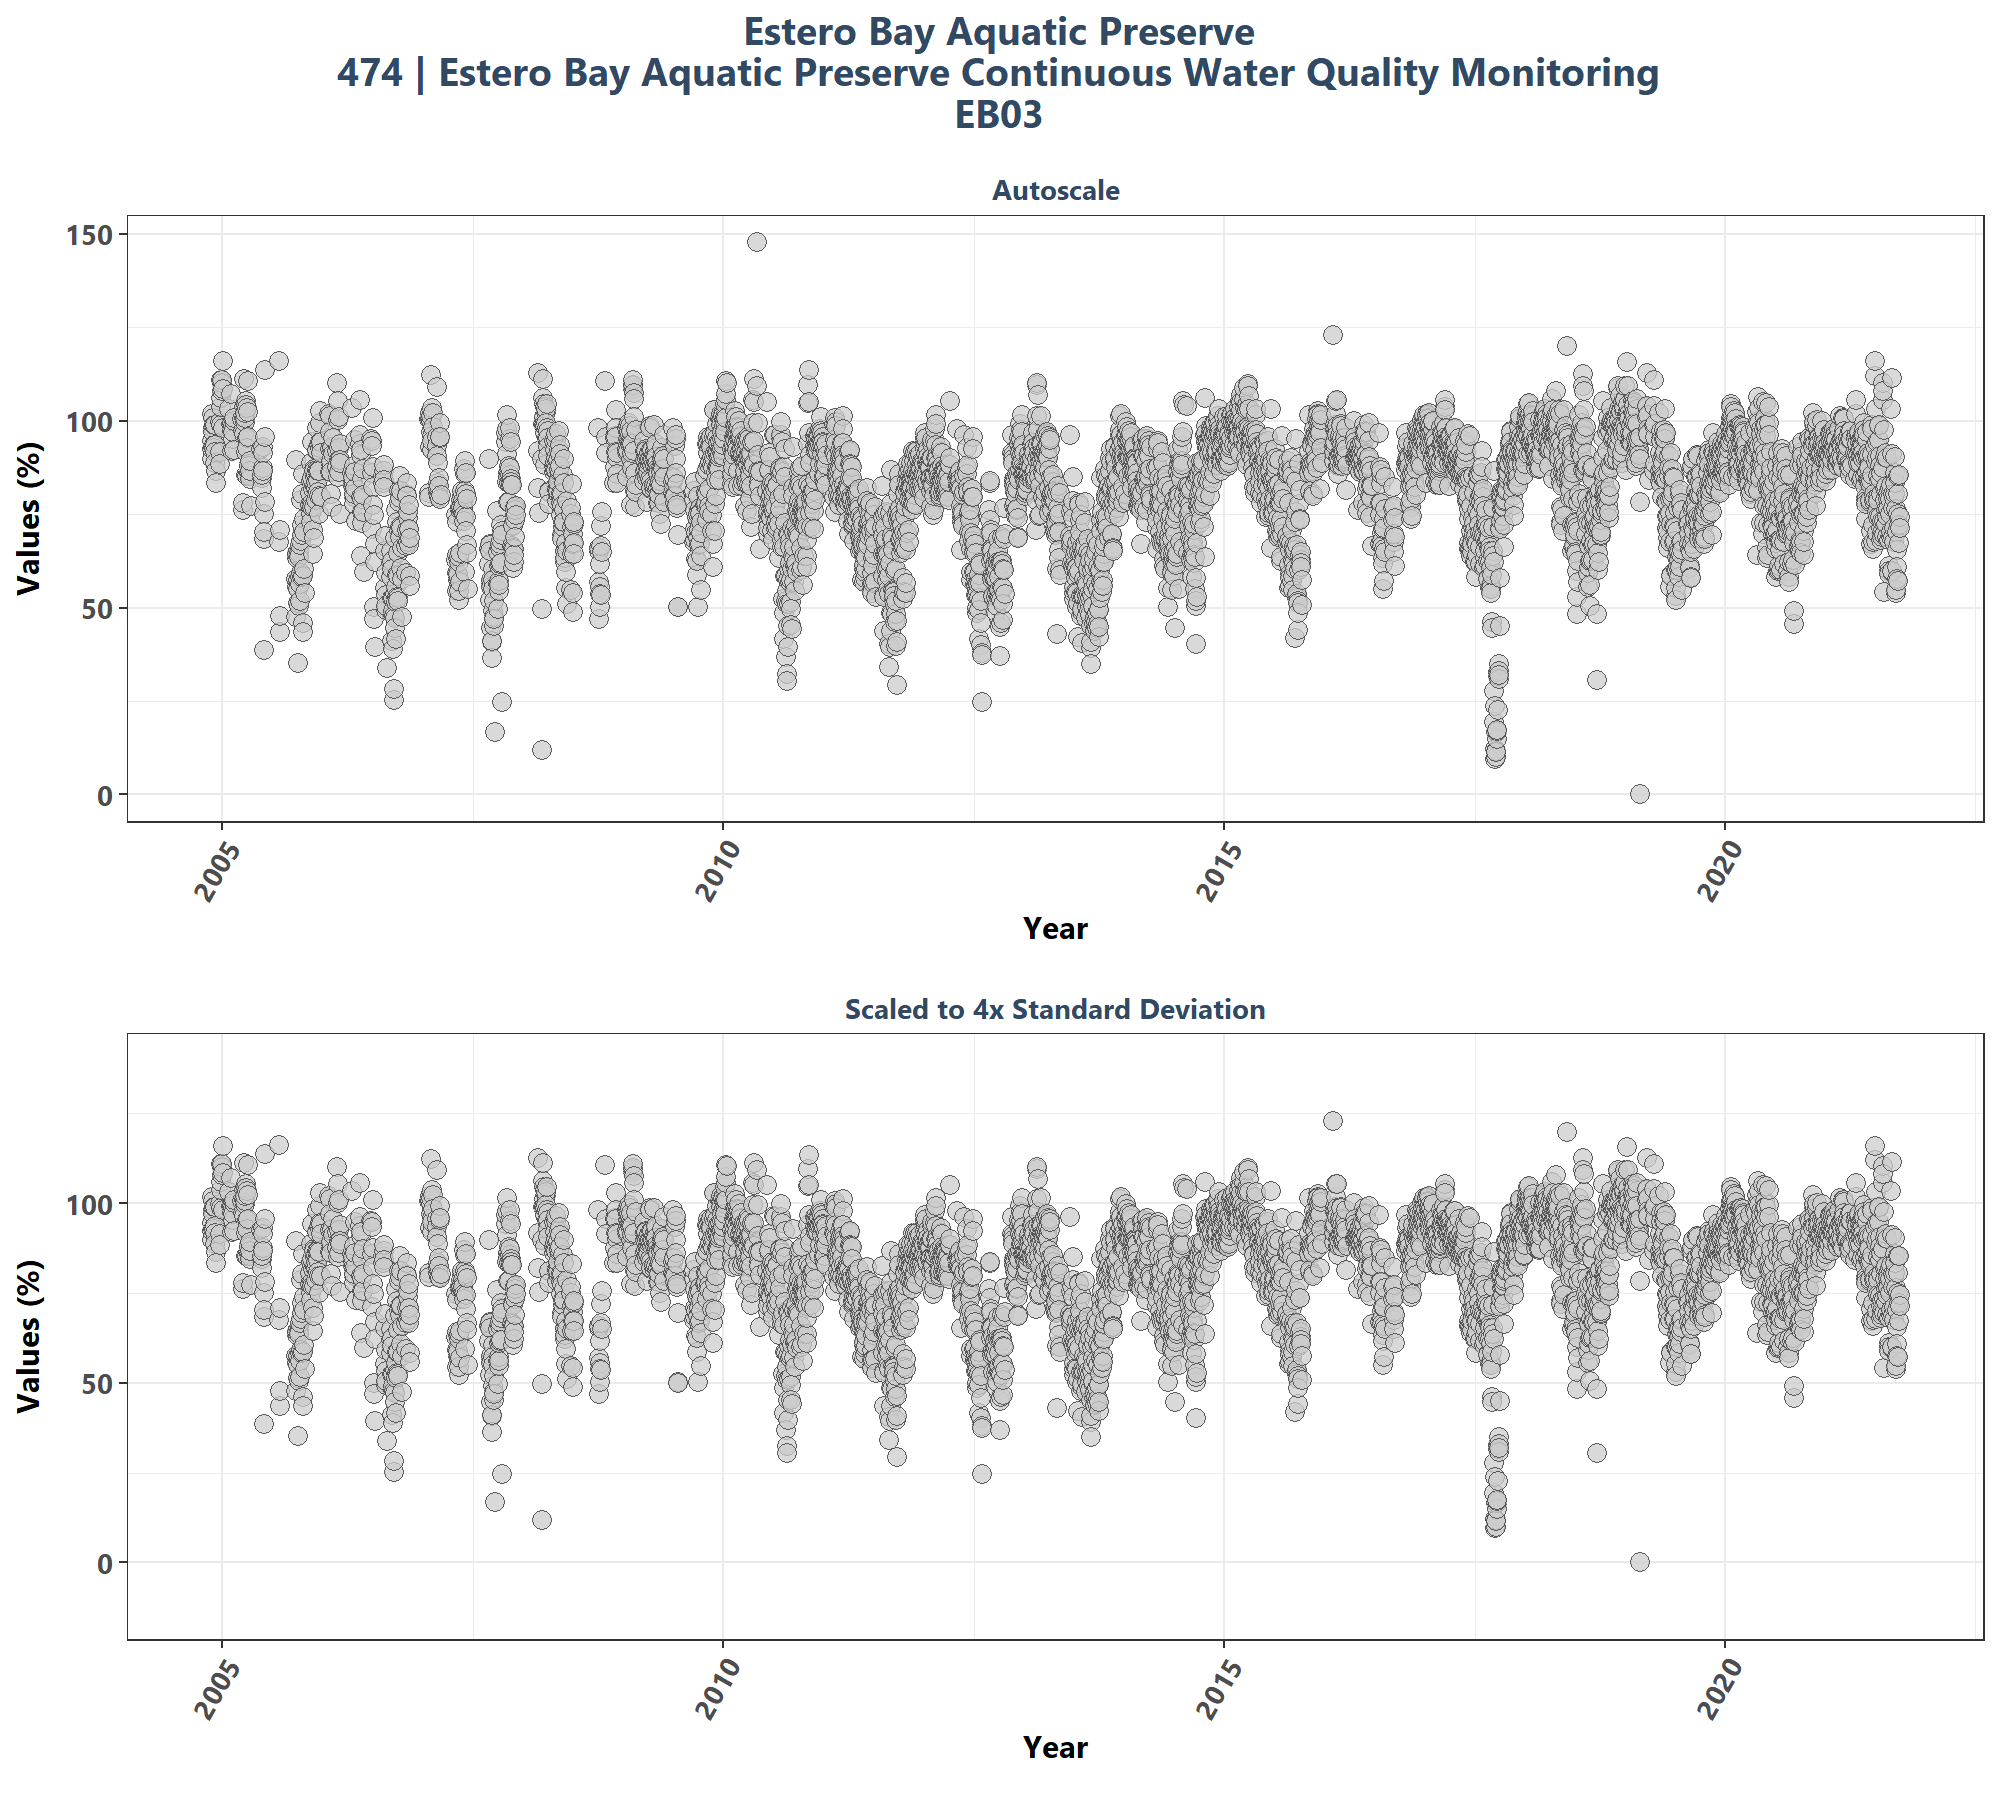 Estero Bay Aquatic Preserve
474 | Estero Bay Aquatic Preserve Continuous Water Quality Monitoring
EB03
Autoscale
Values (%)
150
100
50
0
2005
2010
2015
2020
Year
Scaled to 4x Standard Deviation
Values (%)
100
50
0
2005
2010
2015
2020
Year